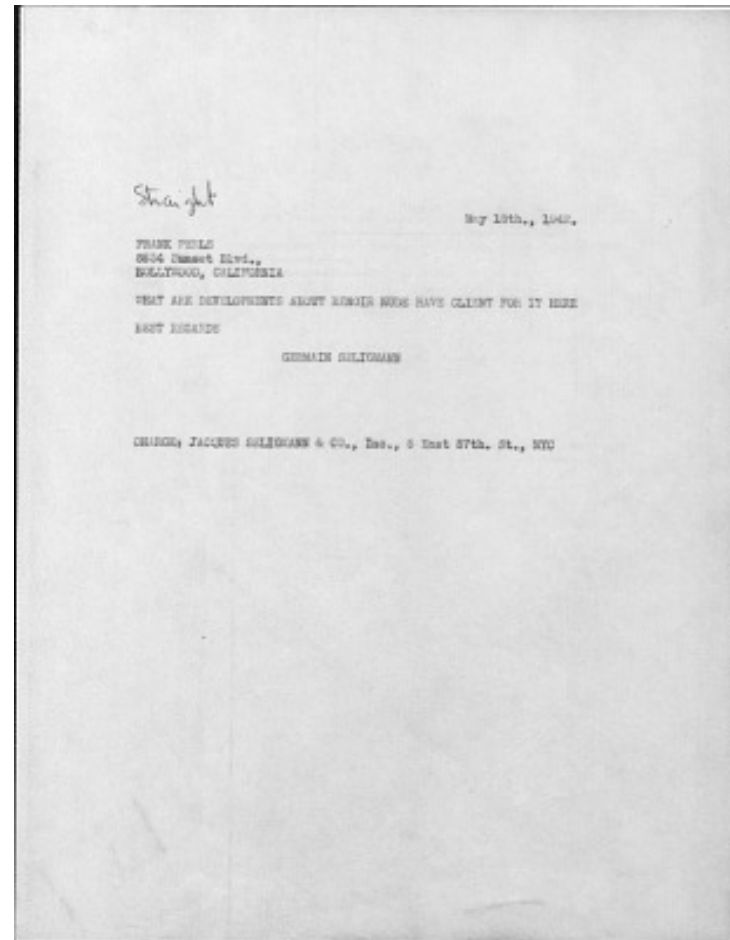 Straight
May 15th., 1942.
FRANK PERLS
8634 Sunset Blvd.,
HOLLYWOOD, CALIFORNIA
WHAT ARE DEVELOPMENTS ABOUT RENOIR NUDE HAVE CLIENT FOR IT HERE
BEST REGARDS
GERMAIN SELIGMANN
CHARGE: JACQUES SELIGMANN & CO., Inc., 5 East 57th. St., NYC